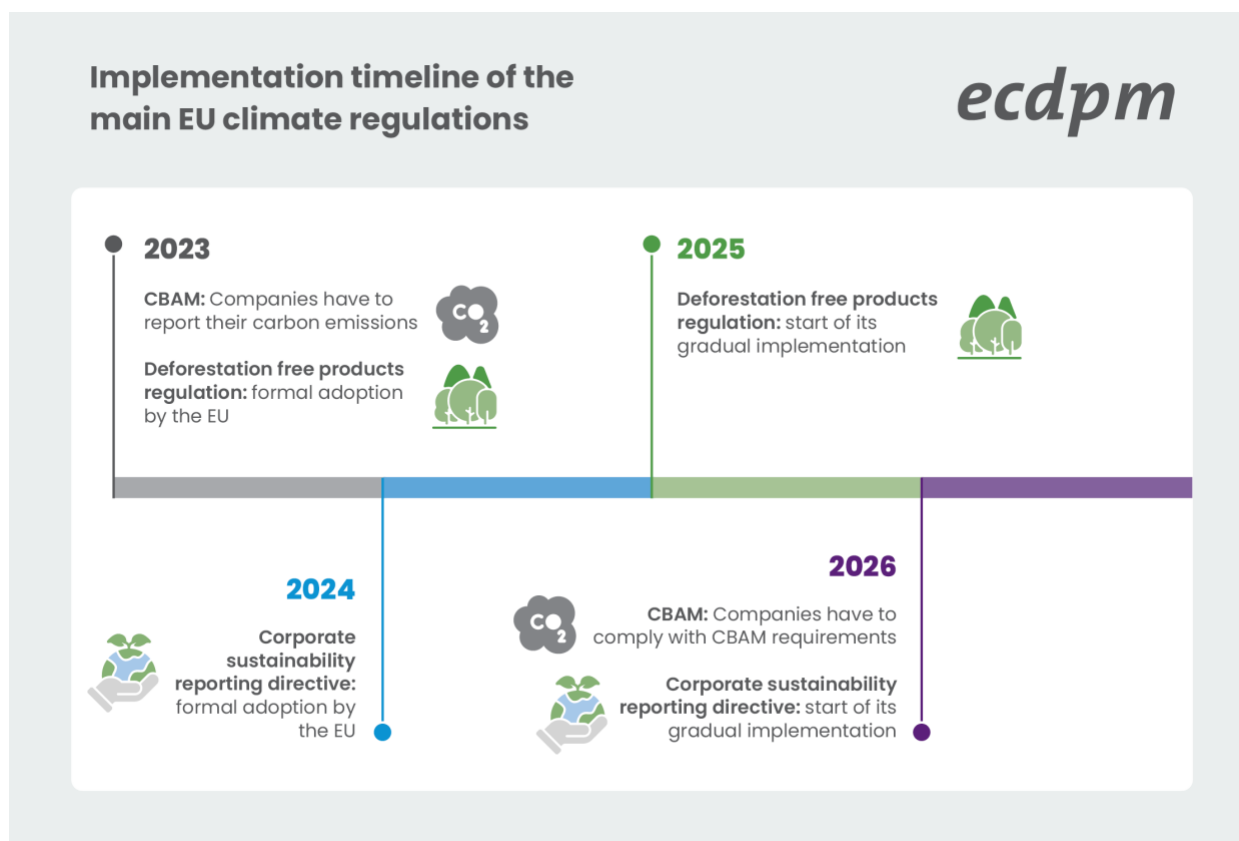 Implementation timeline of the
main EU climate regulations
ecdpm
2023
CBAM: Companies have to
report their carbon emissions
CO2
Deforestation free products
regulation: formal adoption
by the EU
2025
Deforestation free products
regulation: start of its
gradual implementation
2024
Corporate
sustainability
reporting directive:
formal adoption by
the EU
2026
CO2
CBAM: Companies have to
comply with CBAM requirements
Corporate sustainability
reporting directive: start of its
gradual implementation